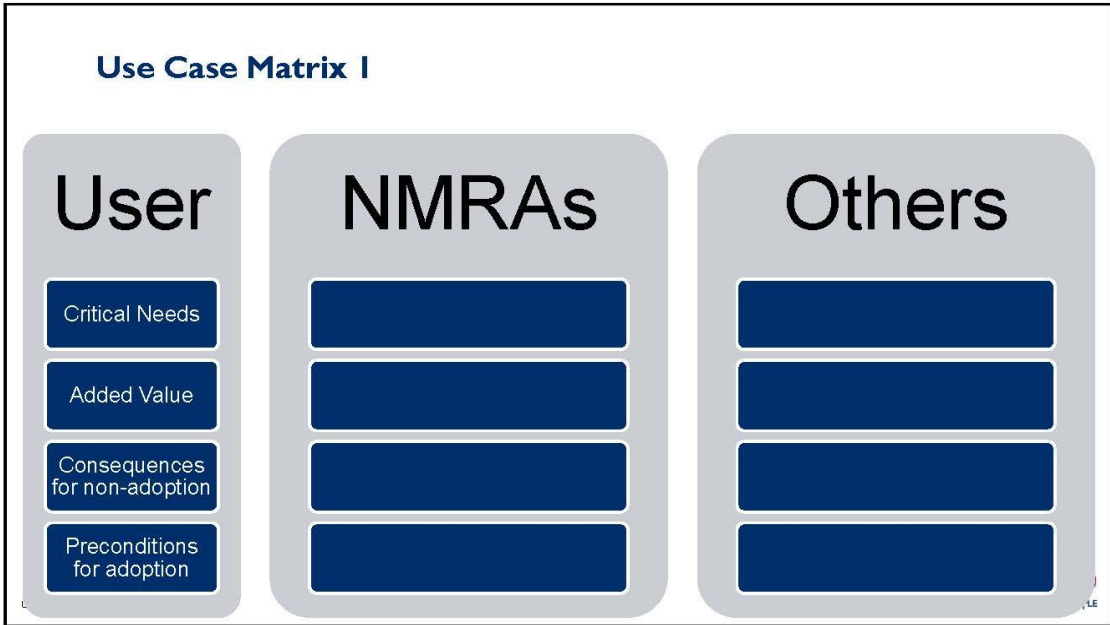 Use Case Matrix 1
User
NMRAs
Others
Critical Needs
Added Value
Consequences
for non-adoption
Preconditions
for adoption